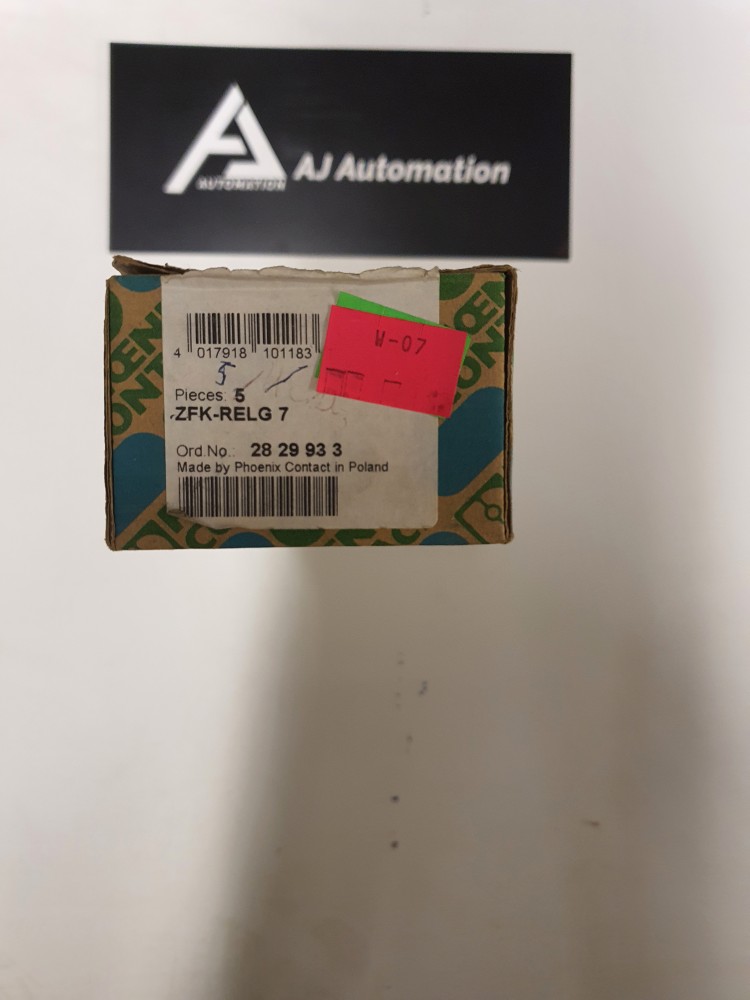 AUTOMATION
AJ Automation
4 017918 101183
5
W-07
Pieces: 5
ZFK-RELG 7
Ord.No.: 28 29 93 3
Made by Phoenix Contact in Poland